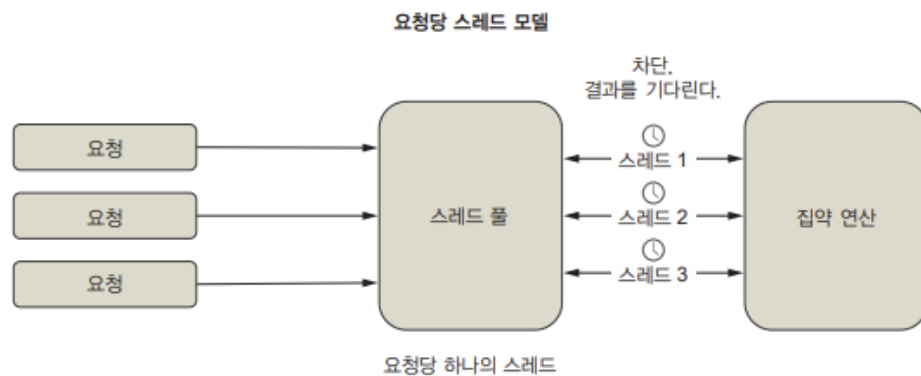 요청당 스레드 모델
차단.
결과를 기다린다.
요청
스레드 1
요청
스레드 풀
스레드 2
집약 연산
요청
스레드 3
요청당 하나의 스레드